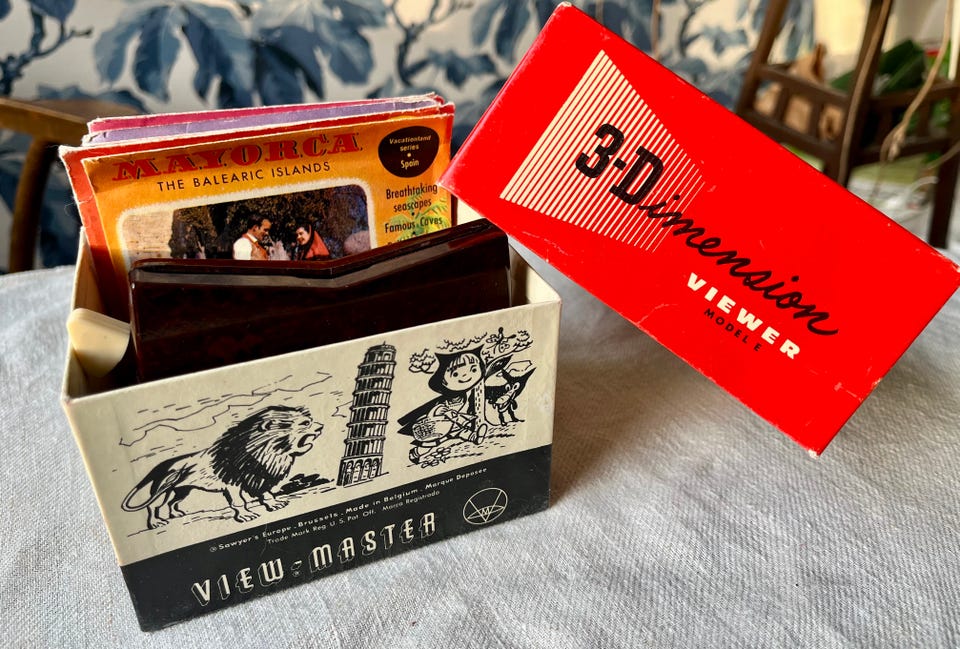 MAYORCA
THE BALEARIC ISLANDS
Vacationland
series
•
Spain
Breathtaking
seascapes
Famous Caves
3-Dimension
VIEWER
MODEL E
© Sawyer's Europe - Brussels - Made in Belgium - Marque Deposee
Trade Mark Reg. U.S. Pat. Off. Marca Registrado
VIEW-MASTER